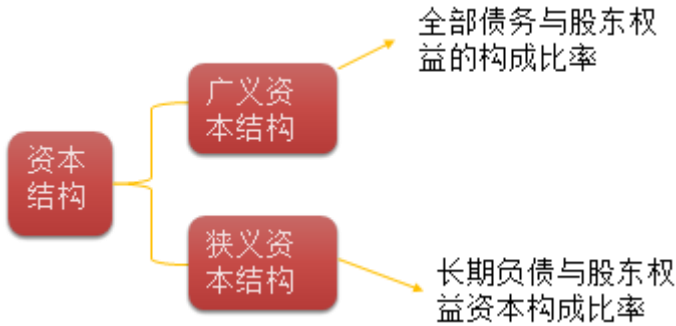 全部债务与股东权
益的构成比率
广义资
本结构
资本
结构
狭义资
本结构
长期负债与股东权
益资本构成比率